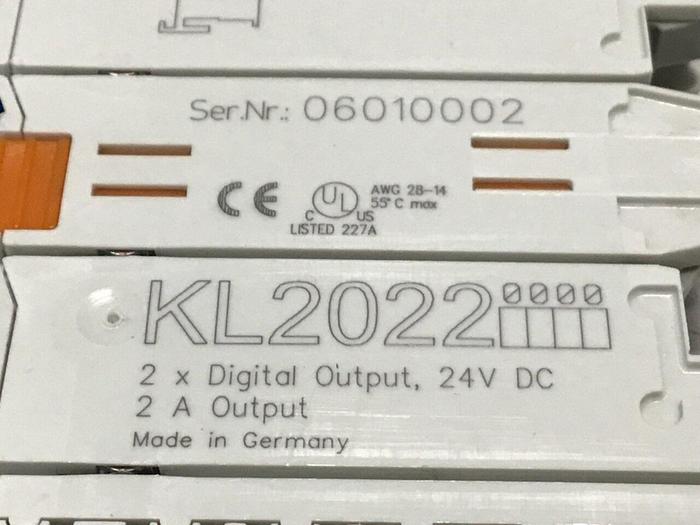 Ser.Nr.: 06010002
CE C UL US AWG 28-14
55°C max
LISTED 227A
KL2022 0000
2 x Digital Output, 24V DC
2 A Output
Made in Germany